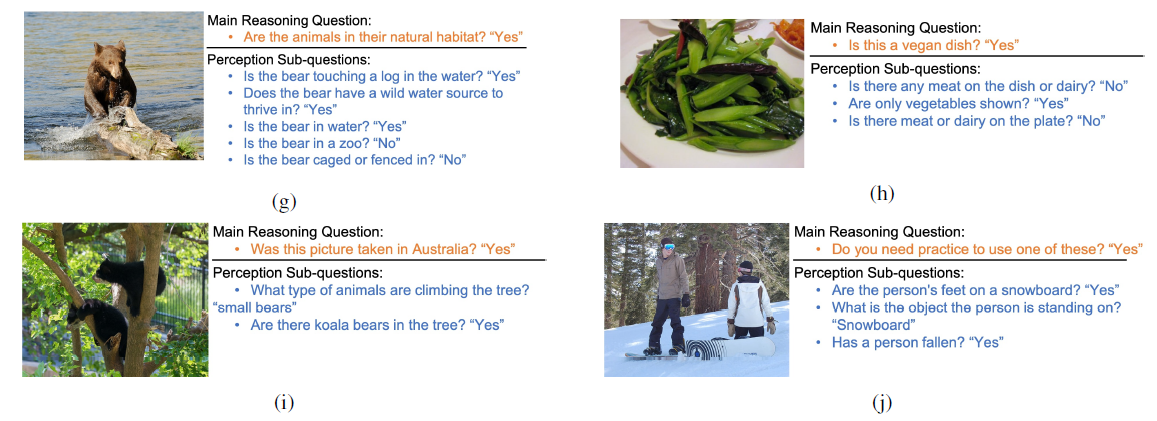 Main Reasoning Question:
• Are the animals in their natural habitat? “Yes”
Perception Sub-questions:
• Is the bear touching a log in the water? “Yes”
• Does the bear have a wild water source to
thrive in? “Yes”
• Is the bear in water? “Yes”
• Is the bear in a zoo? “No”
• Is the bear caged or fenced in? “No”
(g)
Main Reasoning Question:
• Is this a vegan dish? “Yes”
Perception Sub-questions:
• Is there any meat on the dish or dairy? “No”
• Are only vegetables shown? “Yes”
• Is there meat or dairy on the plate? “No”
(h)
Main Reasoning Question:
• Was this picture taken in Australia? “Yes”
Perception Sub-questions:
• What type of animals are climbing the tree?
“small bears”
• Are there koala bears in the tree? “Yes”
(i)
Main Reasoning Question:
• Do you need practice to use one of these? “Yes”
Perception Sub-questions:
• Are the person's feet on a snowboard? “Yes”
• What is the object the person is standing on?
“Snowboard”
• Has a person fallen? “Yes”
(j)